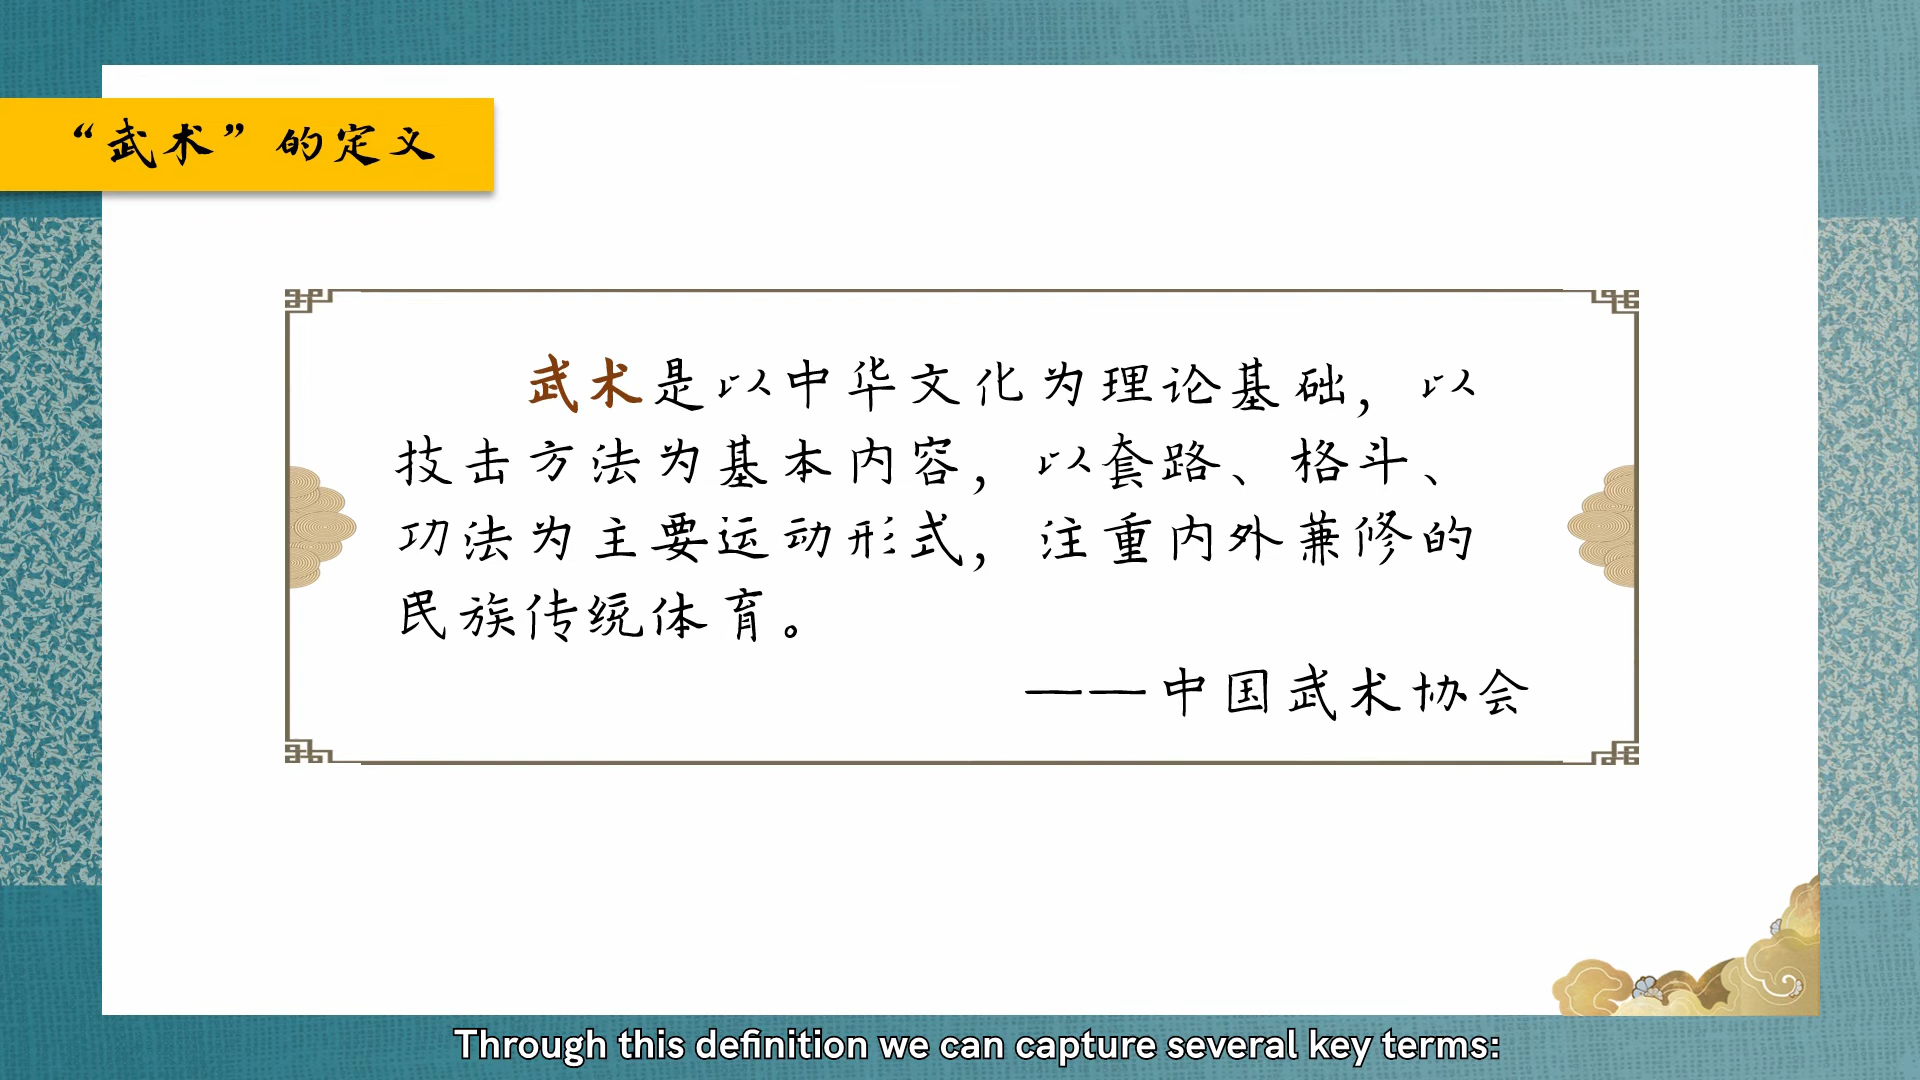 “武术”的定义
武术是以中华文化为理论基础，以
技击方法为基本内容，以套路、格斗、
功法为主要运动形式，注重内外兼修的
民族传统体育。
——中国武术协会
Through this definition we can capture several key terms: